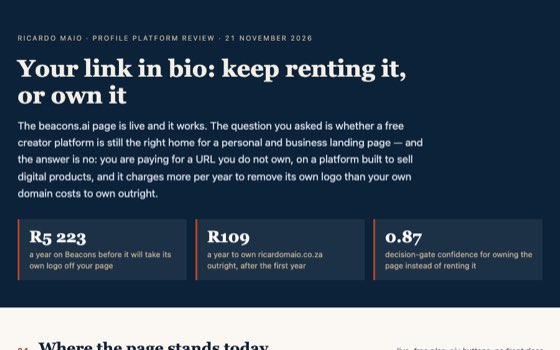 RICARDO MAIO · PROFILE PLATFORM REVIEW · 21 NOVEMBER 2026
Your link in bio: keep renting it,
or own it
The beacons.ai page is live and it works. The question you asked is whether a free
creator platform is still the right home for a personal and business landing page — and
the answer is no: you are paying for a URL you do not own, on a platform built to sell
digital products, and it charges more per year to remove its own logo than your own
domain costs to own outright.
R5 223
a year on Beacons before it will take its
own logo off your page
R109
a year to own ricardomaio.co.za
outright, after the first year
0.87
decision-gate confidence for owning the
page instead of renting it
Where the page stands today